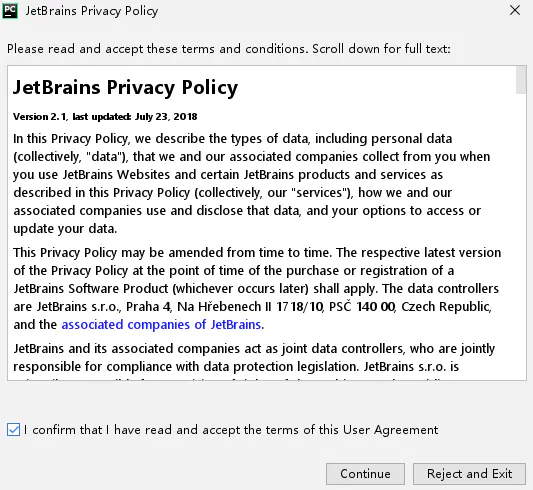 PC JetBrains Privacy Policy
Please read and accept these terms and conditions. Scroll down for full text:
JetBrains Privacy Policy
Version 2.1, last updated: July 23, 2018
In this Privacy Policy, we describe the types of data, including personal data
(collectively, "data"), that we and our associated companies collect from you when
you use JetBrains Websites and certain JetBrains products and services as
described in this Privacy Policy (collectively, our "services"), how we and our
associated companies use and disclose that data, and your options to access or
update your data.
This Privacy Policy may be amended from time to time. The respective latest version
of the Privacy Policy at the point of time of the purchase or registration of a
JetBrains Software Product (whichever occurs later) shall apply. The data controllers
are JetBrains s.r.o., Praha 4, Na Hřebenech II 1718/10, PSČ 140 00, Czech Republic,
and the associated companies of JetBrains.
JetBrains and its associated companies act as joint data controllers, who are jointly
responsible for compliance with data protection legislation. JetBrains s.r.o. is
I confirm that I have read and accept the terms of this User Agreement
Continue
Reject and Exit